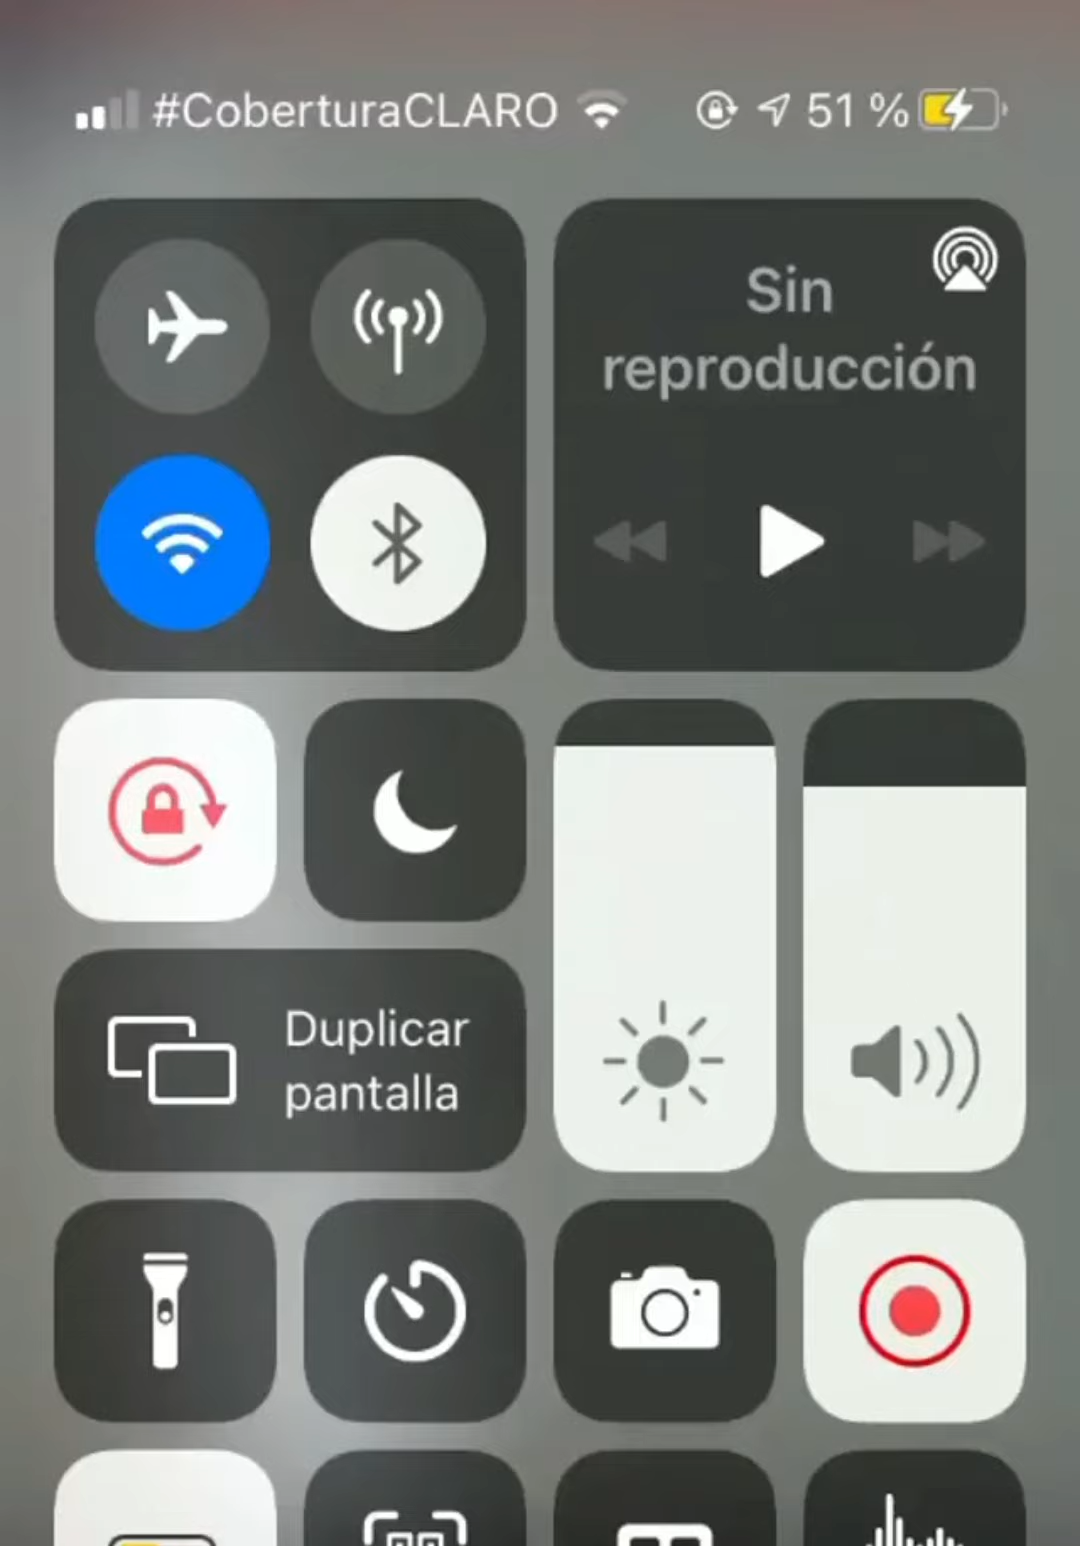 #CoberturaCLARO 51 %
Sin
reproducción
Duplicar
pantalla